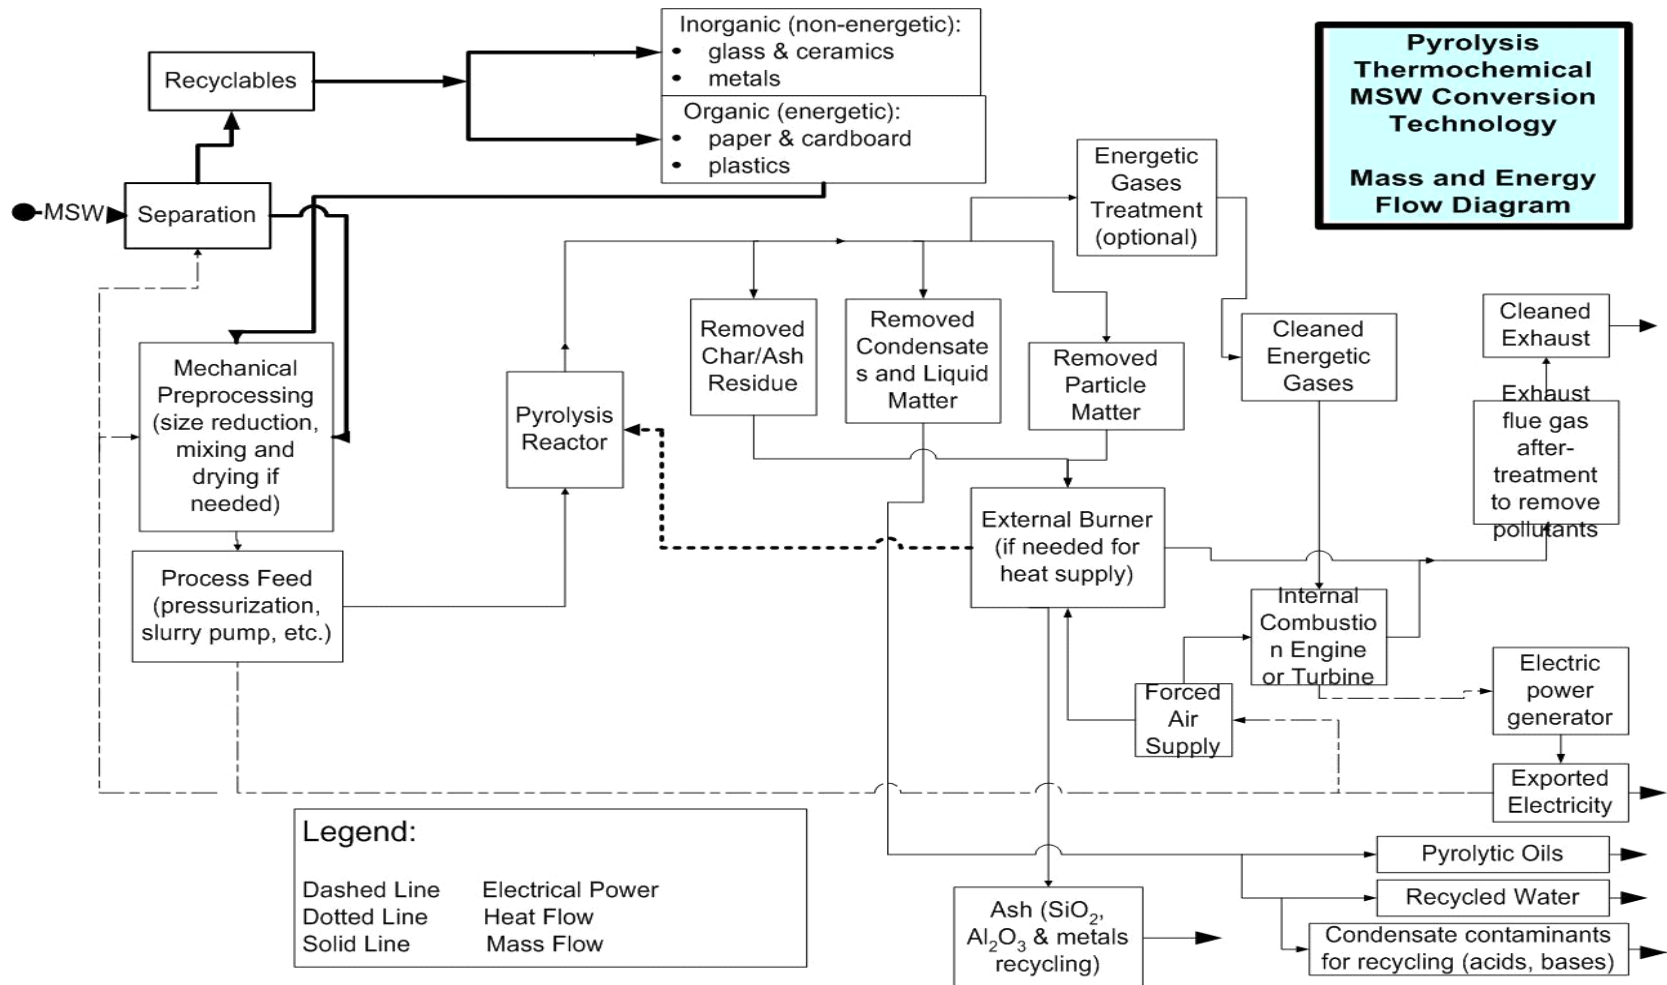 Inorganic (non-energetic):
• glass & ceramics
• metals
Organic (energetic):
• paper & cardboard
• plastics
Pyrolysis
Thermochemical
MSW Conversion
Technology
Mass and Energy
Flow Diagram
Recyclables
MSW
Separation
Energetic
Gases
Treatment
(optional)
Mechanical
Preprocessing
(size reduction,
mixing and
drying if
needed)
Process Feed
(pressurization,
slurry pump, etc.)
Pyrolysis
Reactor
Removed
Char/Ash
Residue
Removed
Condensate
s and Liquid
Matter
Removed
Particle
Matter
Cleaned
Energetic
Gases
Cleaned
Exhaust
Exhaust
flue gas
after-
treatment
to remove
pollutants
External Burner
(if needed for
heat supply)
Internal
Combustio
n Engine
or Turbine
Forced
Air
Supply
Electric
power
generator
Exported
Electricity
Pyrolytic Oils
Recycled Water
Condensate contaminants
for recycling (acids, bases)
Ash (SiO₂,
Al₂O₃ & metals
recycling)
Legend:
Dashed Line Electrical Power
Dotted Line Heat Flow
Solid Line Mass Flow